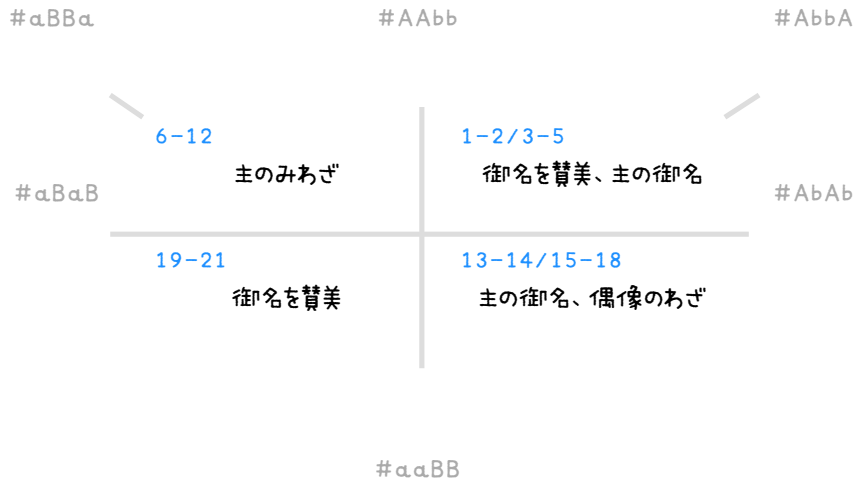 #aBBa
#AAbb
#AbbA
6-12
1-2/3-5
主のみわざ
御名を賛美、主の御名
#aBaB
#AbAb
19-21
13-14/15-18
御名を賛美
主の御名、偶像のわざ
#aaBB